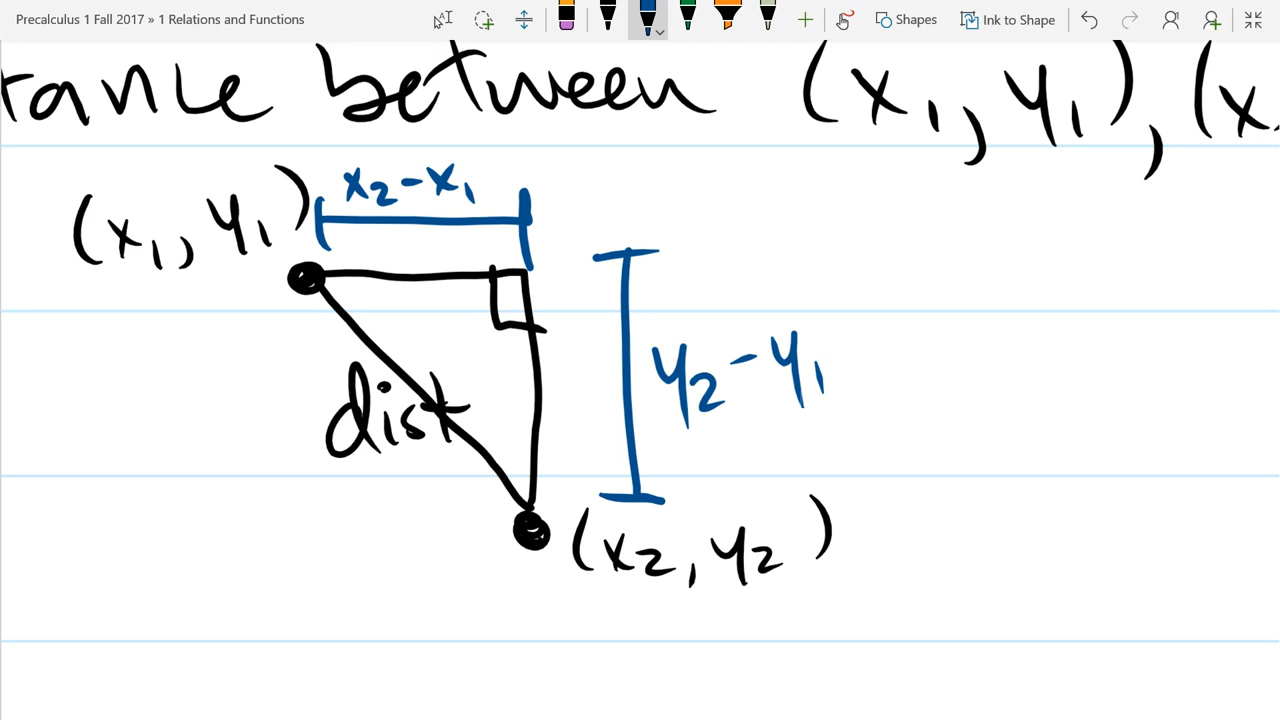 Precalculus 1 Fall 2017 » 1 Relations and Functions
Shapes
Ink to Shape
between (x₁, y₁), (x
x₂-x₁
(x₁, y₁)
y₂-y₁
dist
(x₂, y₂)